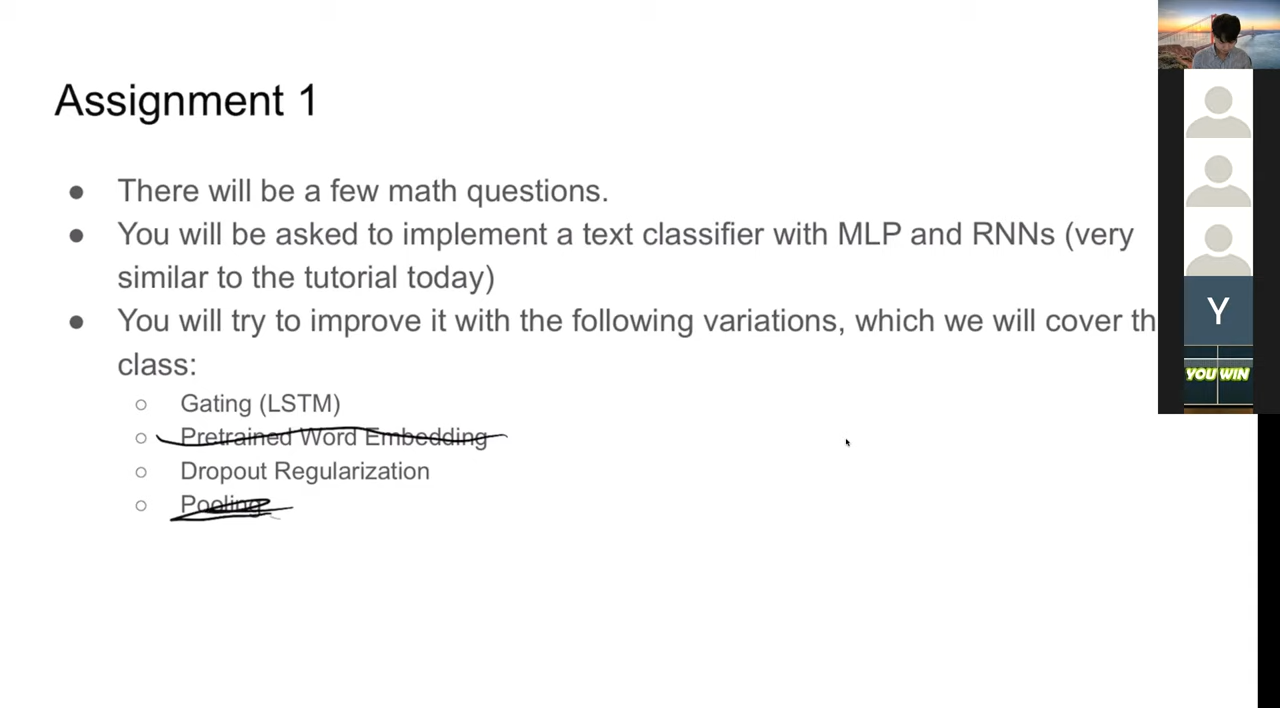 Assignment 1
There will be a few math questions.
You will be asked to implement a text classifier with MLP and RNNs (very
similar to the tutorial today)
You will try to improve it with the following variations, which we will cover th
class:
Gating (LSTM)
Pretrained Word Embedding
Dropout Regularization
Pooling
Y
YOU WIN